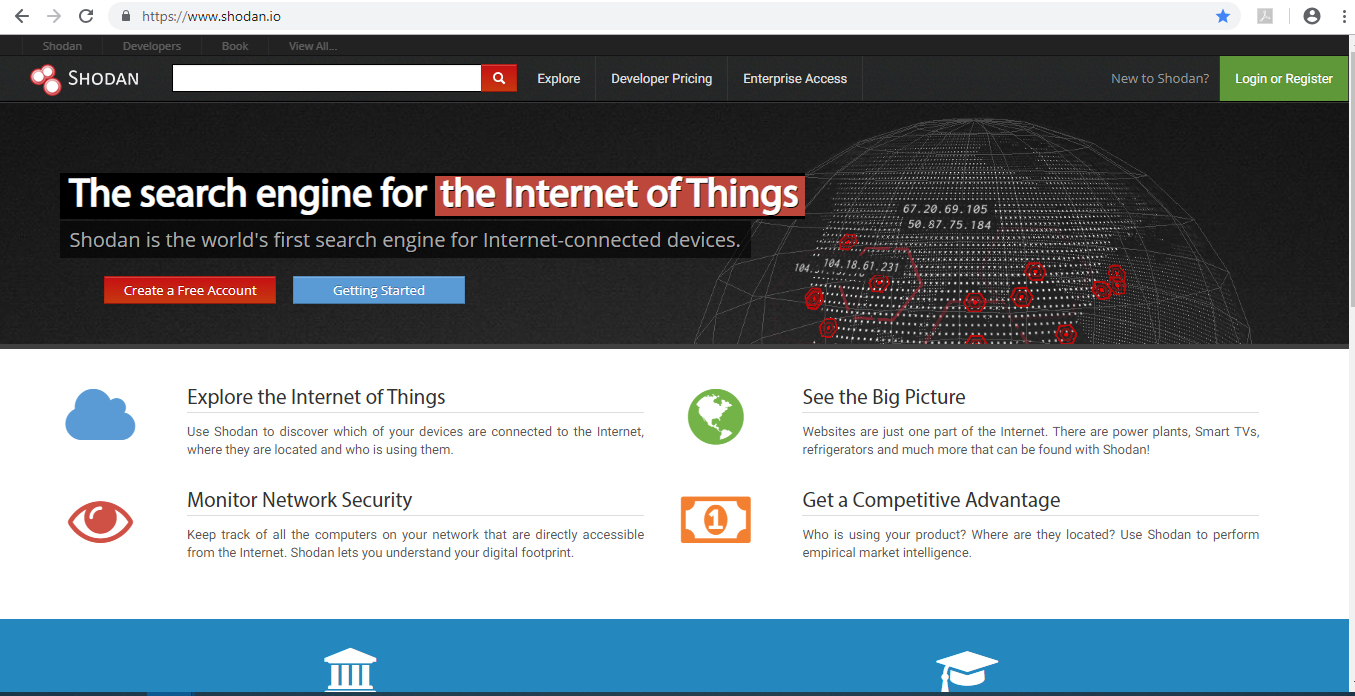 https://www.shodan.io
Shodan Developers Book View All...
SHODAN Explore Developer Pricing Enterprise Access New to Shodan? Login or Register
The search engine for the Internet of Things
Shodan is the world's first search engine for Internet-connected devices.
Create a Free Account Getting Started
67.20.69.105
50.87.75.184
104... 104.18.61.231
Explore the Internet of Things
Use Shodan to discover which of your devices are connected to the Internet,
where they are located and who is using them.
See the Big Picture
Websites are just one part of the Internet. There are power plants, Smart TVs,
refrigerators and much more that can be found with Shodan!
Monitor Network Security
Keep track of all the computers on your network that are directly accessible
from the Internet. Shodan lets you understand your digital footprint.
1
Get a Competitive Advantage
Who is using your product? Where are they located? Use Shodan to perform
empirical market intelligence.